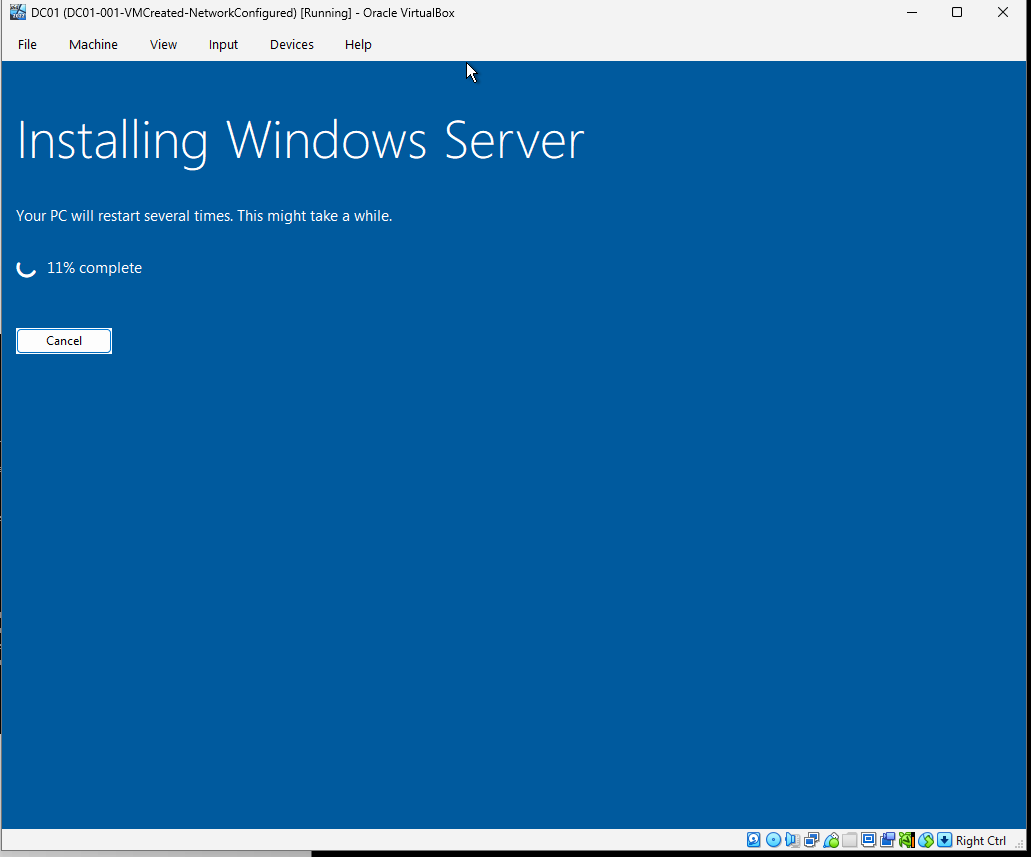 DC01 (DC01-001-VMCreated-NetworkConfigured) [Running] - Oracle VirtualBox
File Machine View Input Devices Help
Installing Windows Server
Your PC will restart several times. This might take a while.
11% complete
Cancel
Right Ctrl